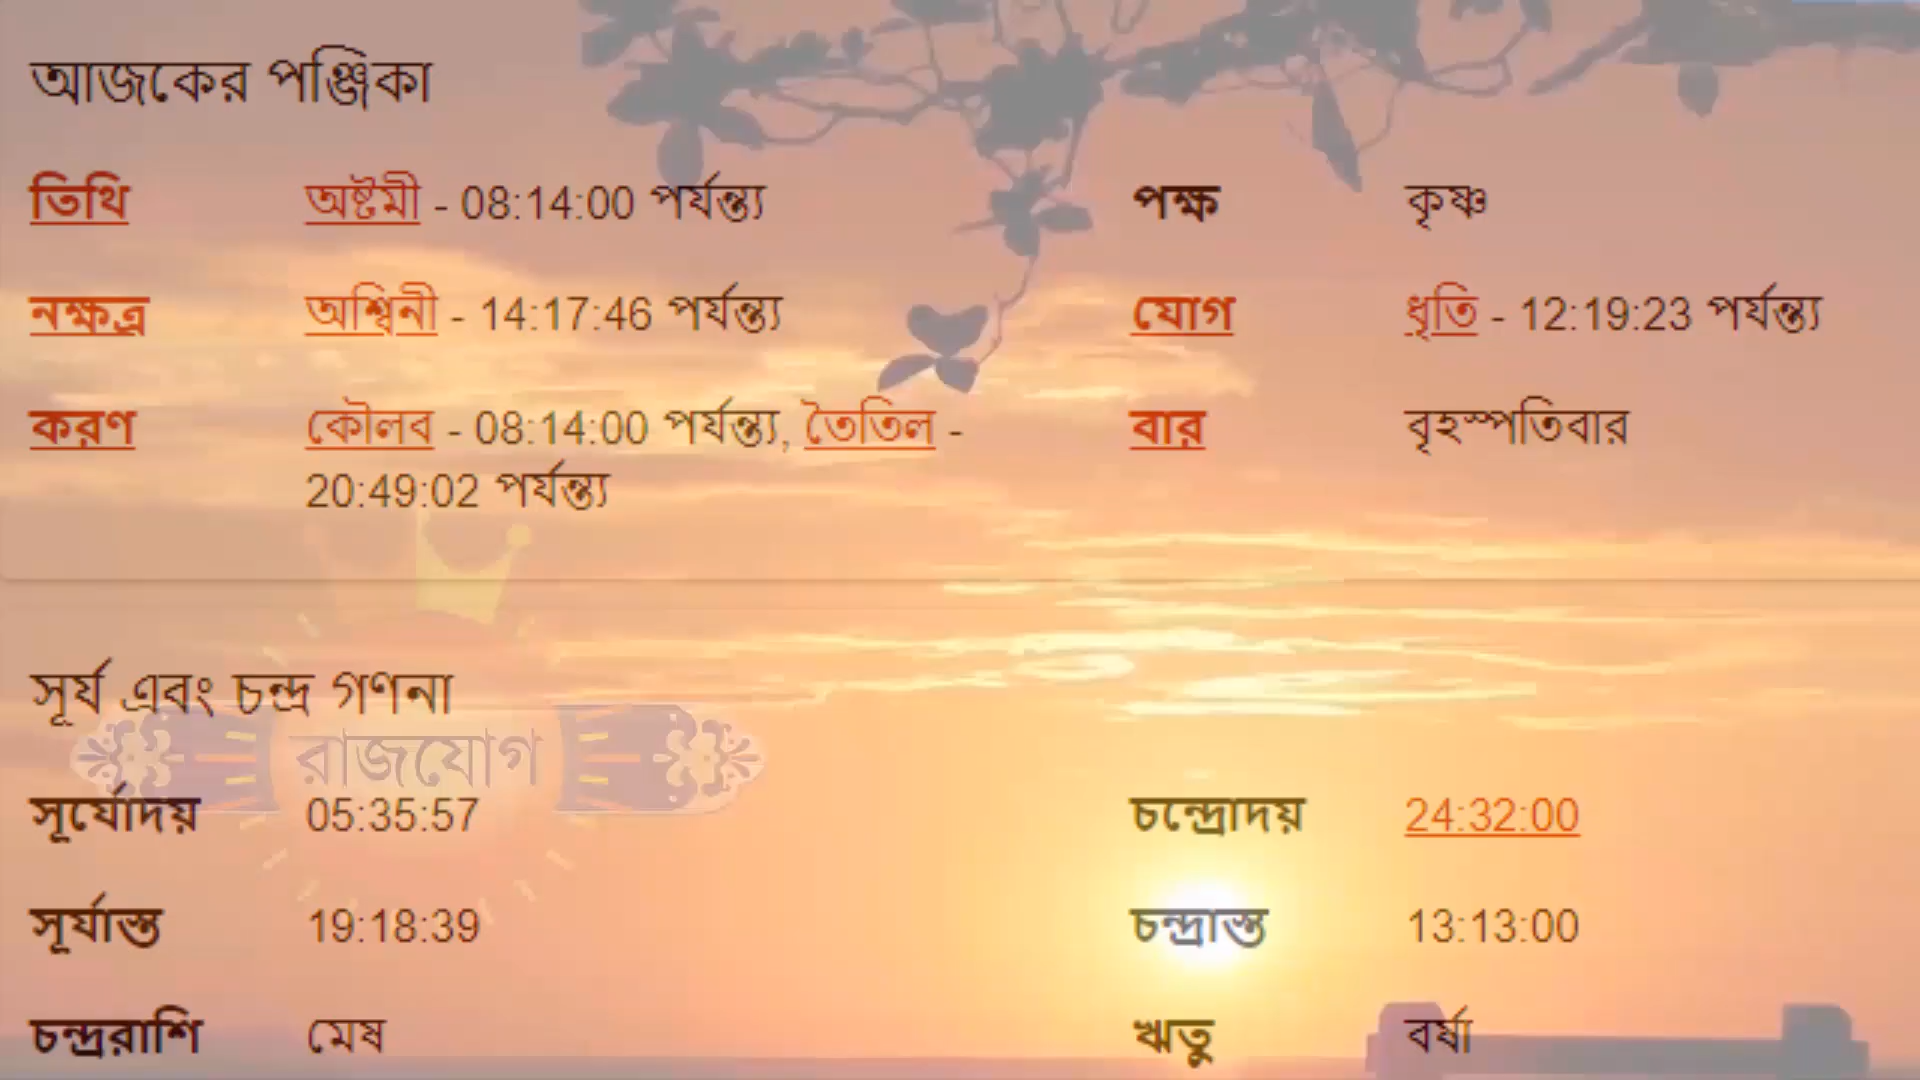 আজকের পঞ্জিকা
তিথি অষ্টমী - 08:14:00 পর্যন্ত্য পক্ষ কৃষ্ণ
নক্ষত্র অশ্বিনী - 14:17:46 পর্যন্ত্য যোগ ধৃতি - 12:19:23 পর্যন্ত্য
করণ কৌলব - 08:14:00 পর্যন্ত্য, তৈতিল - বার বৃহস্পতিবার
20:49:02 পর্যন্ত্য
সূর্য এবং চন্দ্র গণনা
রাজযোগ
সূর্যোদয় 05:35:57 চন্দ্রোদয় 24:32:00
সূর্যাস্ত 19:18:39 চন্দ্রাস্ত 13:13:00
চন্দ্ররাশি মেষ ঋতু বর্ষা